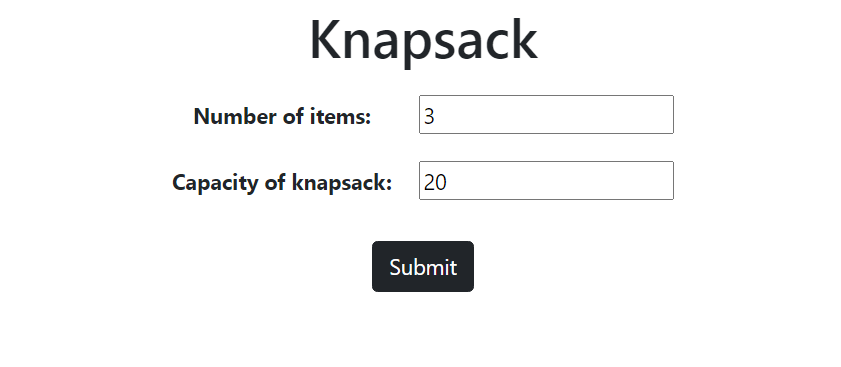 Knapsack
Number of items: 3
Capacity of knapsack: 20
Submit